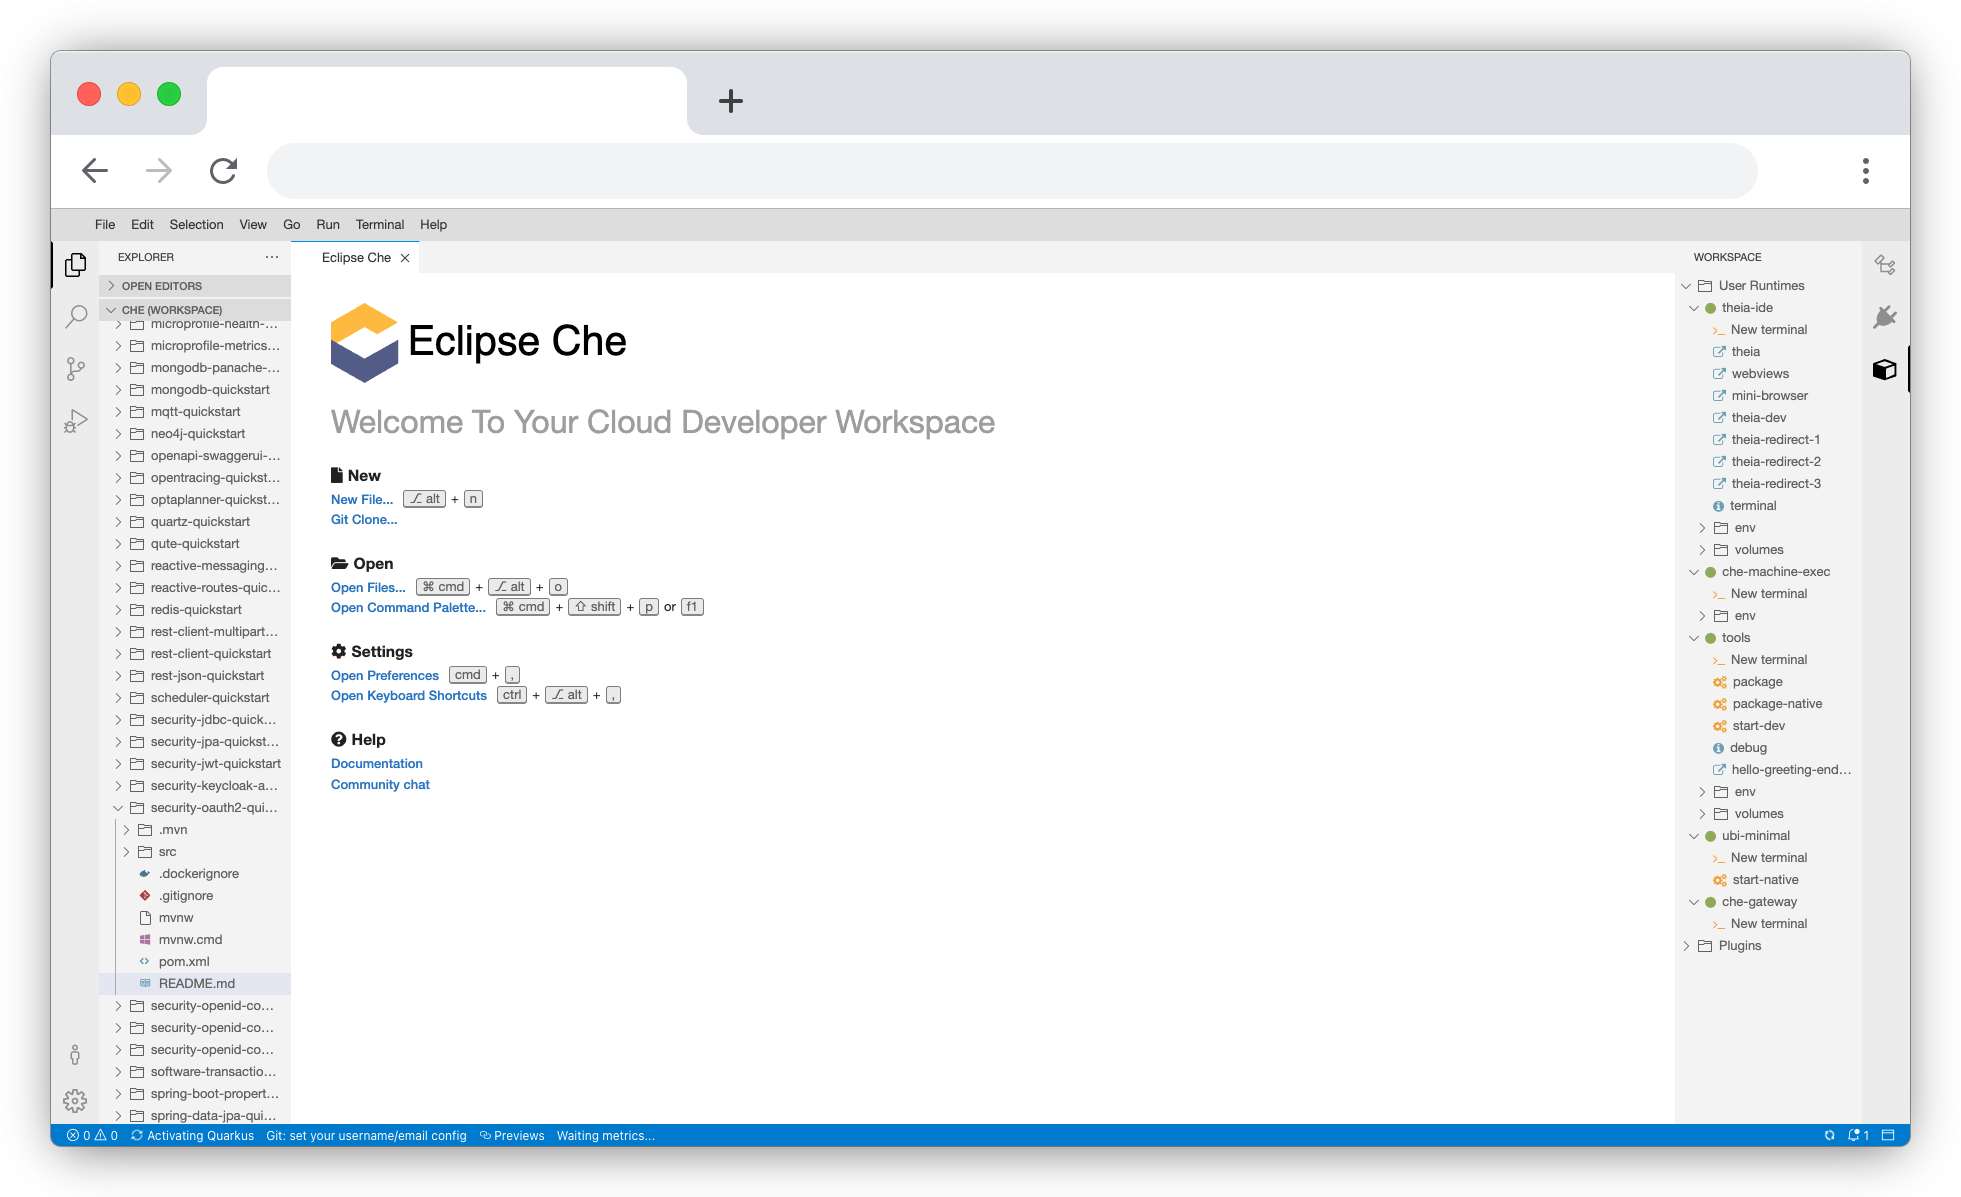 File Edit Selection View Go Run Terminal Help
EXPLORER ...
OPEN EDITORS
CHE (WORKSPACE)
microprofile-health-...
microprofile-metrics...
mongodb-panache-...
mongodb-quickstart
mqtt-quickstart
neo4j-quickstart
openapi-swaggerui-...
opentracing-quickst...
optaplanner-quickst...
quartz-quickstart
qute-quickstart
reactive-messaging...
reactive-routes-quic...
redis-quickstart
rest-client-multipart...
rest-client-quickstart
rest-json-quickstart
scheduler-quickstart
security-jdbc-quick...
security-jpa-quickst...
security-jwt-quickstart
security-keycloak-a...
security-oauth2-qui...
.mvn
src
.dockerignore
.gitignore
mvnw
mvnw.cmd
pom.xml
README.md
security-openid-co...
security-openid-co...
security-openid-co...
software-transactio...
spring-boot-propert...
spring-data-jpa-qui...
Eclipse Che
Eclipse Che
Welcome To Your Cloud Developer Workspace
New
New File... ⌥ alt + n
Git Clone...
Open
Open Files... ⌘ cmd + ⌥ alt + o
Open Command Palette... ⌘ cmd + ⇧ shift + p or f1
Settings
Open Preferences cmd + ,
Open Keyboard Shortcuts ctrl + ⌥ alt + ,
Help
Documentation
Community chat
WORKSPACE
User Runtimes
theia-ide
New terminal
theia
webviews
mini-browser
theia-dev
theia-redirect-1
theia-redirect-2
theia-redirect-3
terminal
env
volumes
che-machine-exec
New terminal
env
tools
New terminal
package
package-native
start-dev
debug
hello-greeting-end...
env
volumes
ubi-minimal
New terminal
start-native
che-gateway
New terminal
Plugins
0 0 Activating Quarkus Git: set your username/email config Previews Waiting metrics... 1